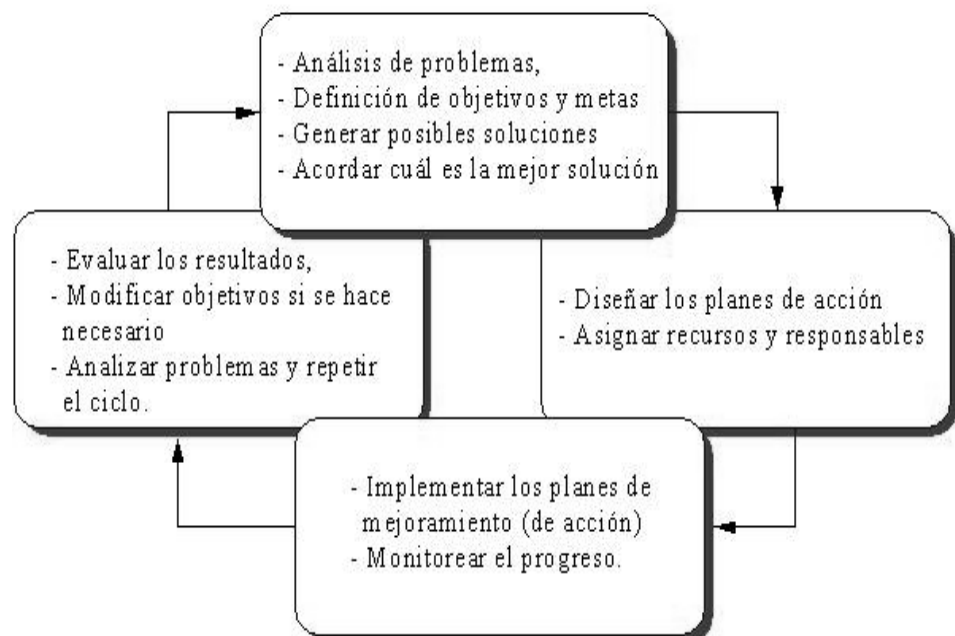 - Análisis de problemas,
- Definición de objetivos y metas
- Generar posibles soluciones
- Acordar cuál es la mejor solución
- Diseñar los planes de acción
- Asignar recursos y responsables
- Implementar los planes de
mejoramiento (de acción)
- Monitorear el progreso.
- Evaluar los resultados,
- Modificar objetivos si se hace
necesario
- Analizar problemas y repetir
el ciclo.